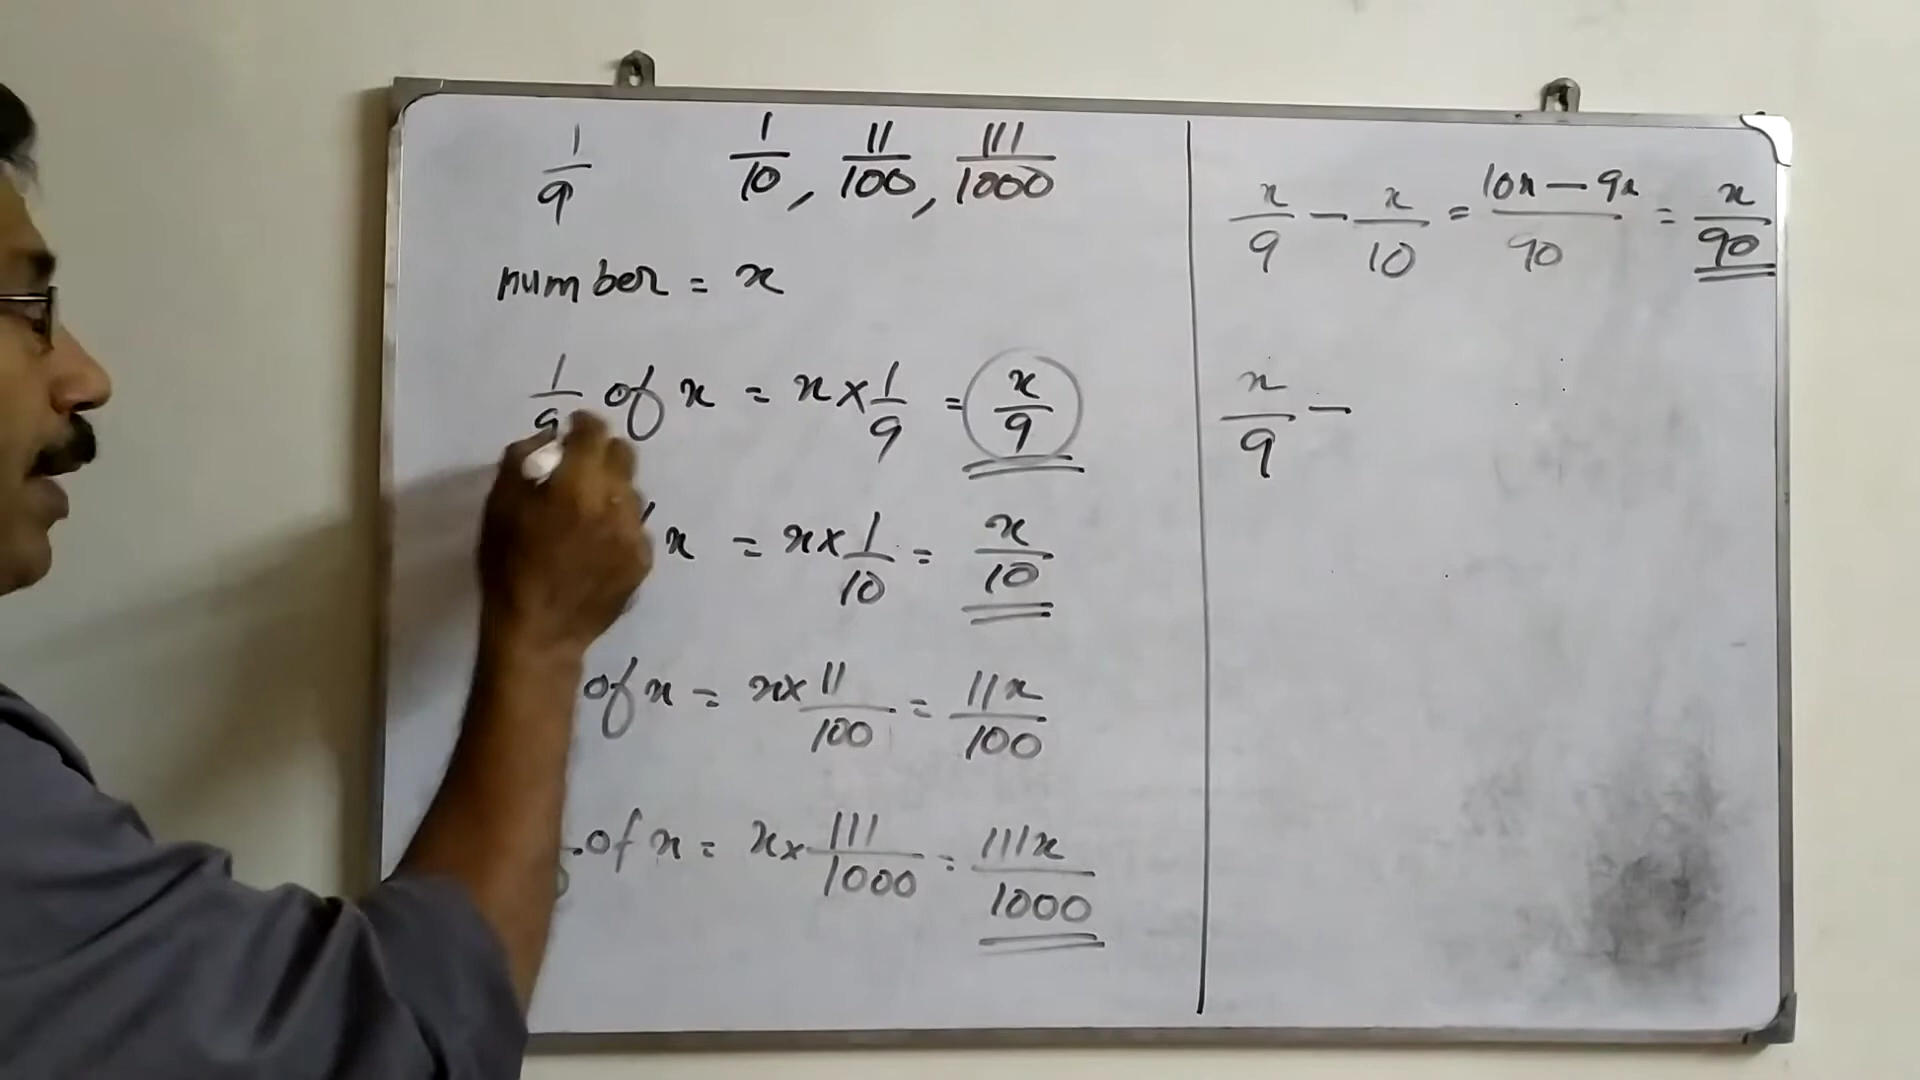 1/9 1/10, 11/100, 111/1000
number = x
1/9 of x = x × 1/9 = x/9
x = x × 1/10 = x/10
of x = x × 11/100 = 11x/100
of x = x × 111/1000 = 111x/1000
x/9 − x/10 = 10x − 9x/90 = x/90
x/9 −